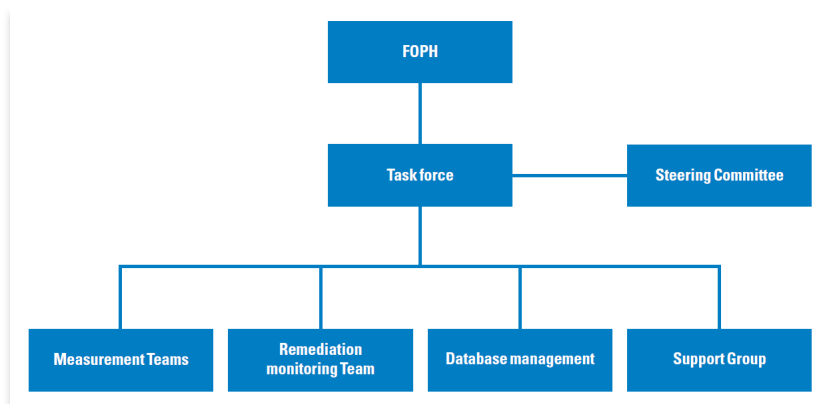 FOPH
Task force
Steering Committee
Measurement Teams
Remediation
monitoring Team
Database management
Support Group